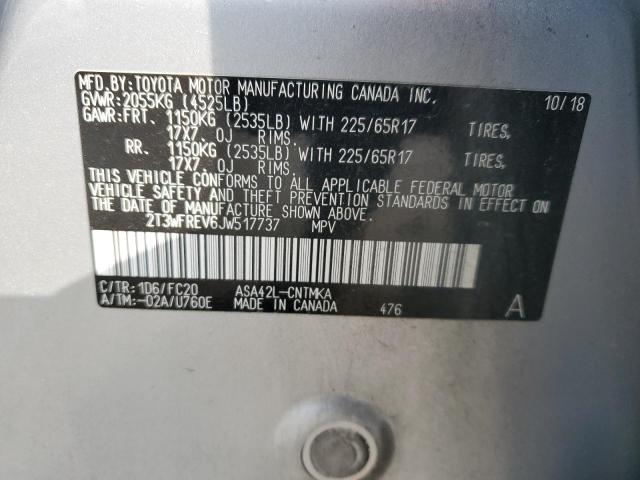 MFD.BY:TOYOTA MOTOR MANUFACTURING CANADA INC. 10/18
GVWR:2055KG (4525LB)
GAWR:FRT. 1150KG (2535LB) WITH 225/65R17 TIRES,
17X7 0J RIMS.
RR. 1150KG (2535LB) WITH 225/65R17 TIRES,
17X7 0J RIMS.
THIS VEHICLE CONFORMS TO ALL APPLICABLE FEDERAL MOTOR
VEHICLE SAFETY AND THEFT PREVENTION STANDARDS IN EFFECT ON
THE DATE OF MANUFACTURE SHOWN ABOVE.
2T3WFREV6JW517737 MPV
C/TR:1D6/FC20 ASA42L-CNTMKA
A/TM:-02A/U760E MADE IN CANADA 476 A